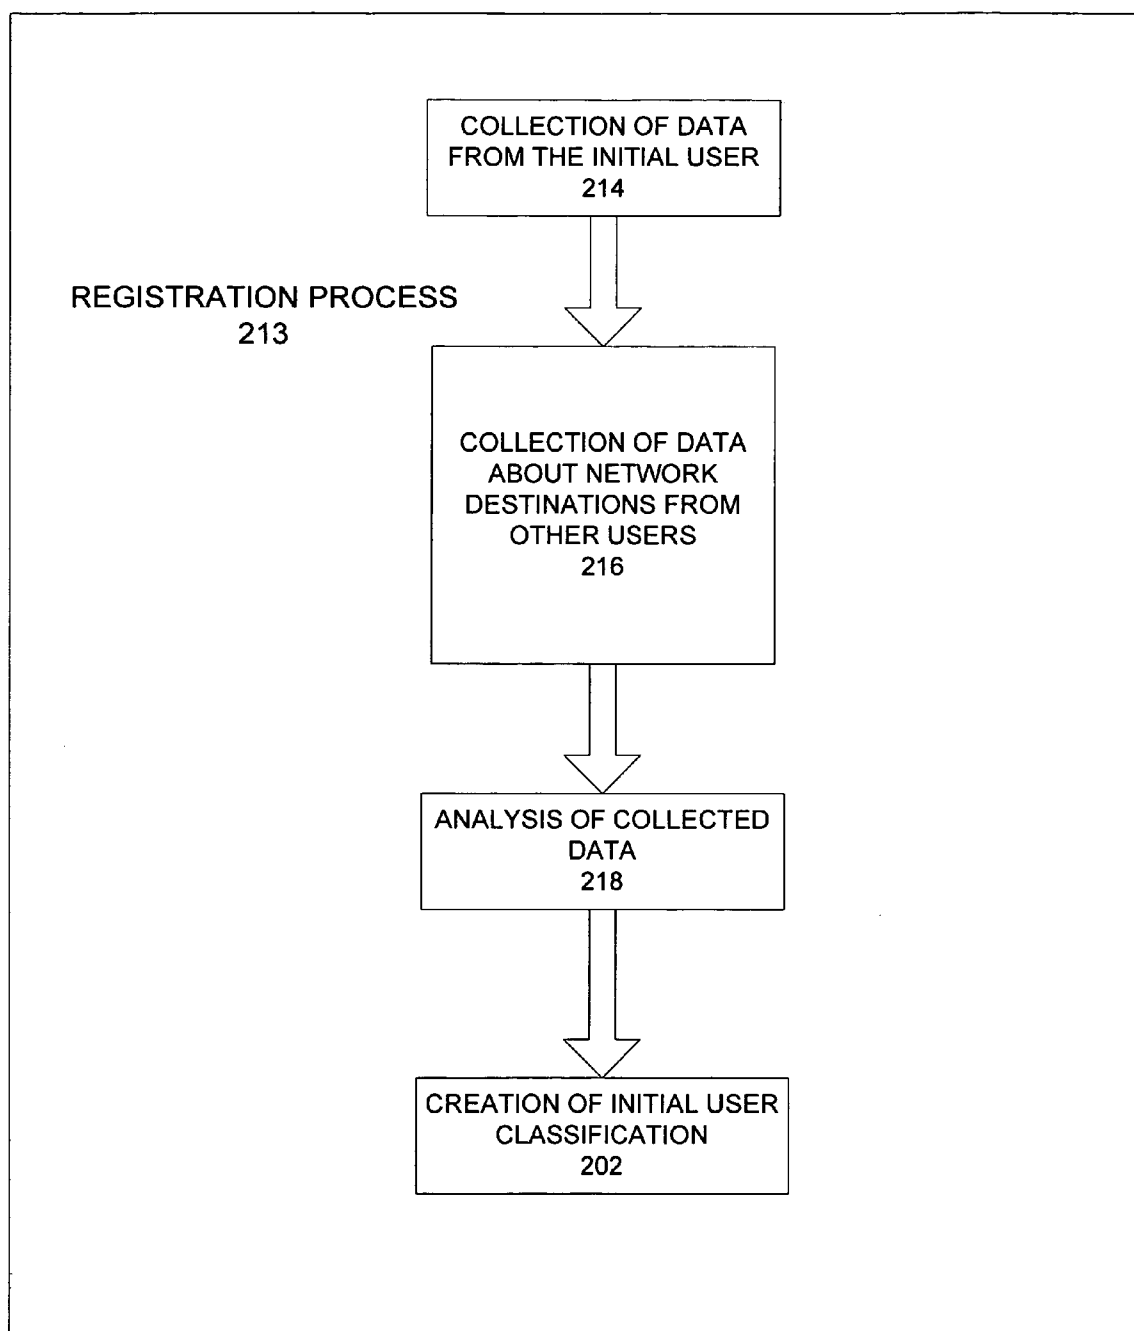 COLLECTION OF DATA
FROM THE INITIAL USER
214
REGISTRATION PROCESS
213
COLLECTION OF DATA
ABOUT NETWORK
DESTINATIONS FROM
OTHER USERS
216
ANALYSIS OF COLLECTED
DATA
218
CREATION OF INITIAL USER
CLASSIFICATION
202